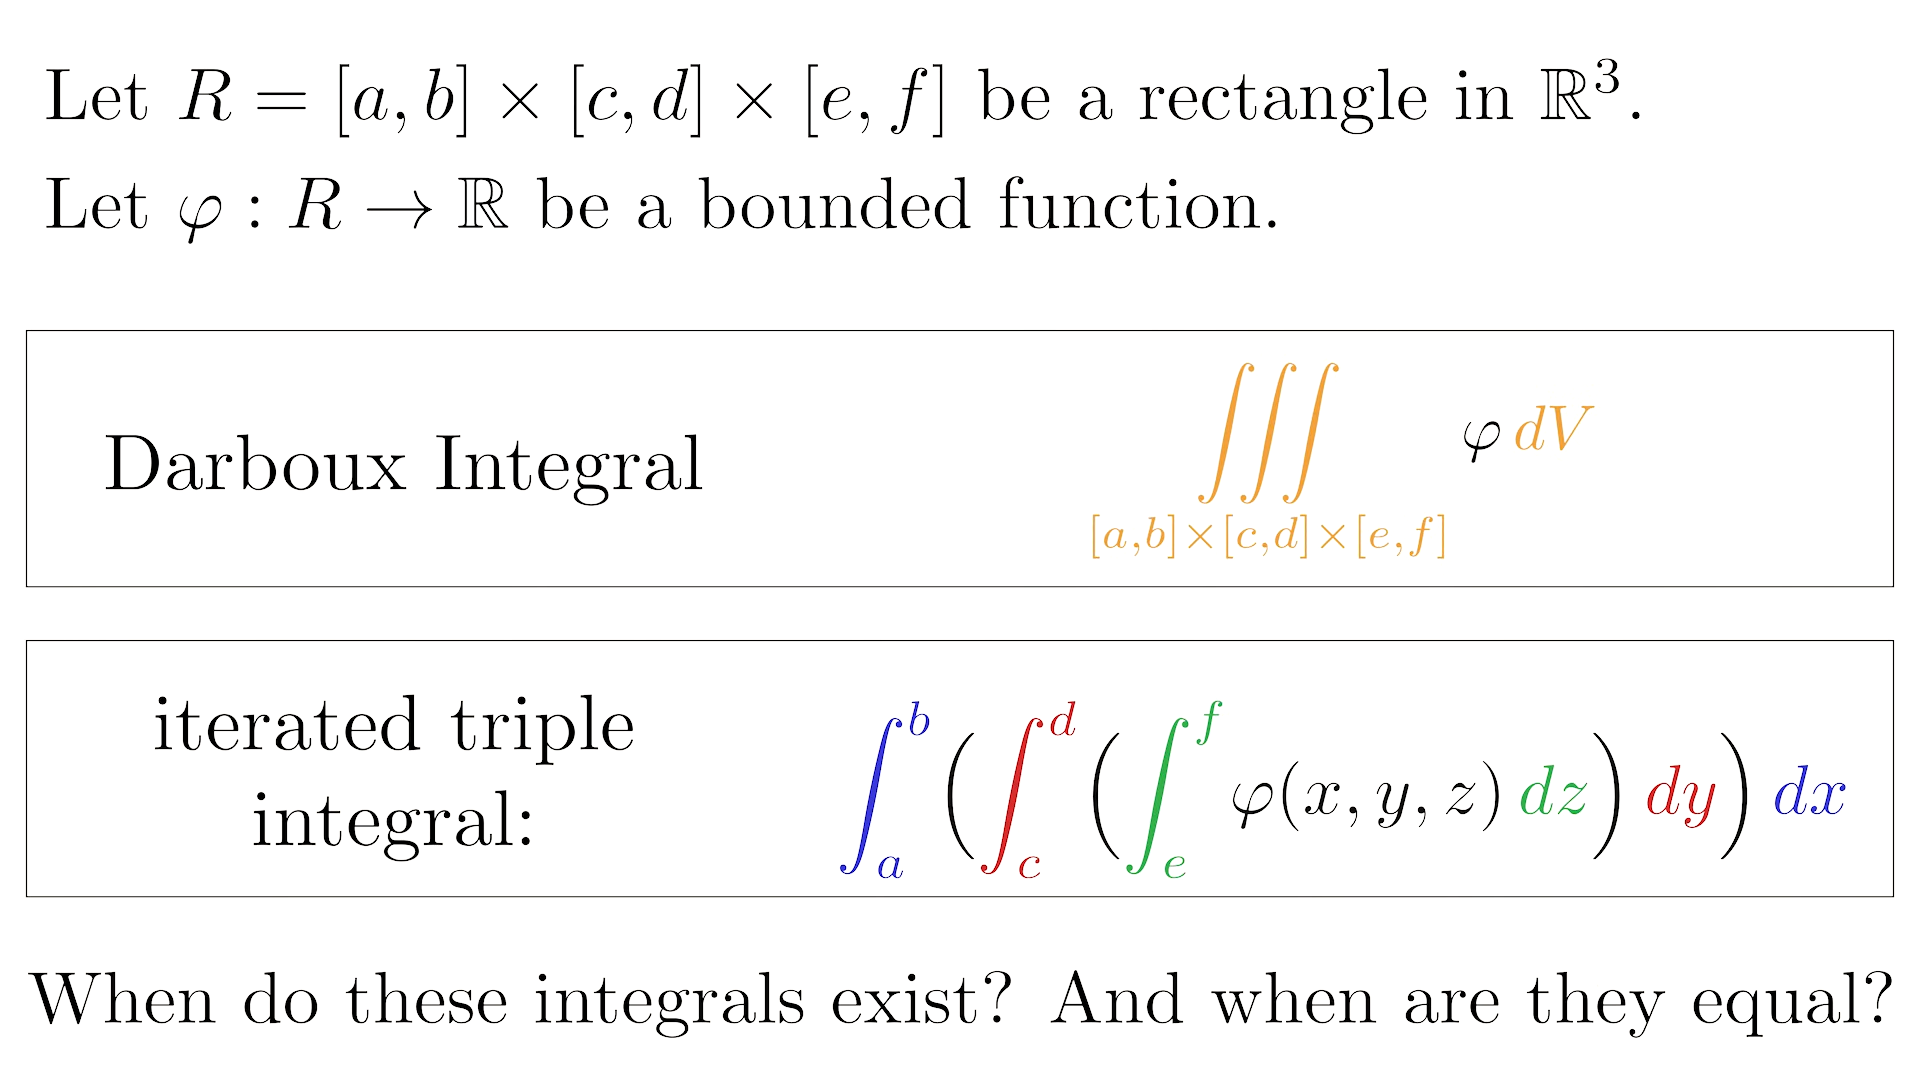 Let R = [a, b] × [c, d] × [e, f] be a rectangle in ℝ³.
Let φ : R → ℝ be a bounded function.
Darboux Integral
∭_{[a,b]×[c,d]×[e,f]} φ dV
iterated triple
integral:
∫_a^b (∫_c^d (∫_e^f φ(x, y, z) dz) dy) dx
When do these integrals exist? And when are they equal?